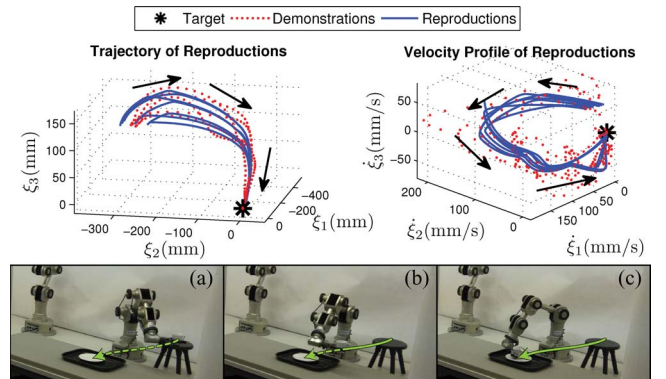 Target Demonstrations Reproductions
Trajectory of Reproductions
150
100
50
0
ξ3(mm)
−300
−200
−100
0
ξ2(mm)
0
−200
−400
ξ1(mm)
Velocity Profile of Reproductions
50
0
−50
ξ̇3(mm/s)
200
100
0
ξ̇2(mm/s)
150
100
50
0
ξ̇1(mm/s)
(a)
(b)
(c)